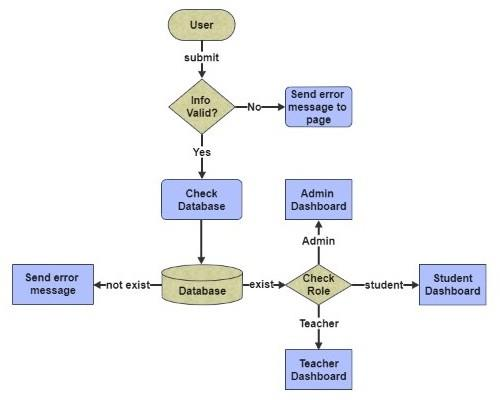 User
submit
Info
Valid?
No
Send error
message to
page
Yes
Check
Database
Admin
Dashboard
Admin
Send error
message
not exist
Database
exist
Check
Role
student
Student
Dashboard
Teacher
Teacher
Dashboard